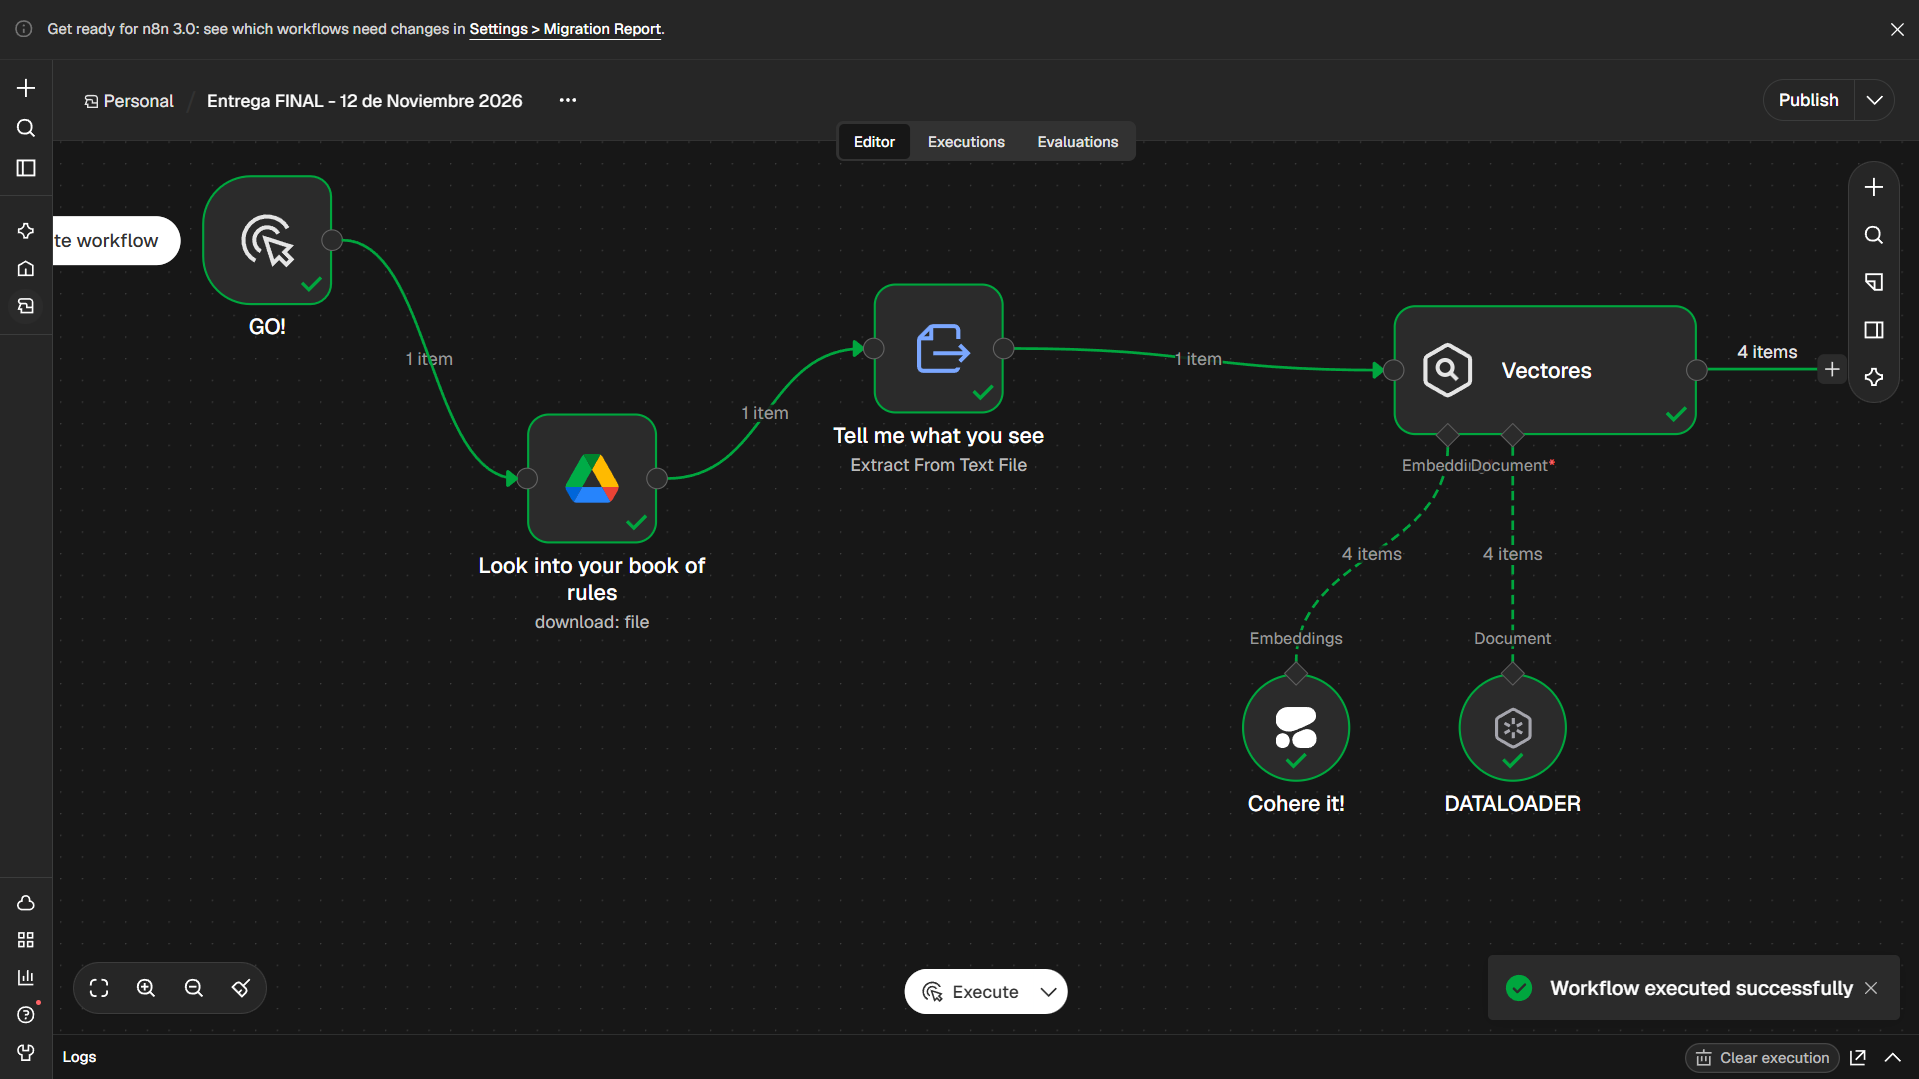 Get ready for n8n 3.0: see which workflows need changes in Settings > Migration Report.
Personal / Entrega FINAL - 12 de Noviembre 2026 ...
Publish
Editor Executions Evaluations
te workflow
GO!
1 item
Look into your book of
rules
download: file
1 item
Tell me what you see
Extract From Text File
1 item
Vectores
4 items
Embeddi
Document*
4 items
4 items
Embeddings
Document
Cohere it!
DATALOADER
Execute
Workflow executed successfully
Logs
Clear execution